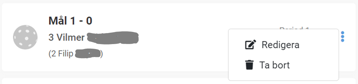 Mål 1 - 0
3 Vilmer
(2 Filip )
Redigera
Ta bort